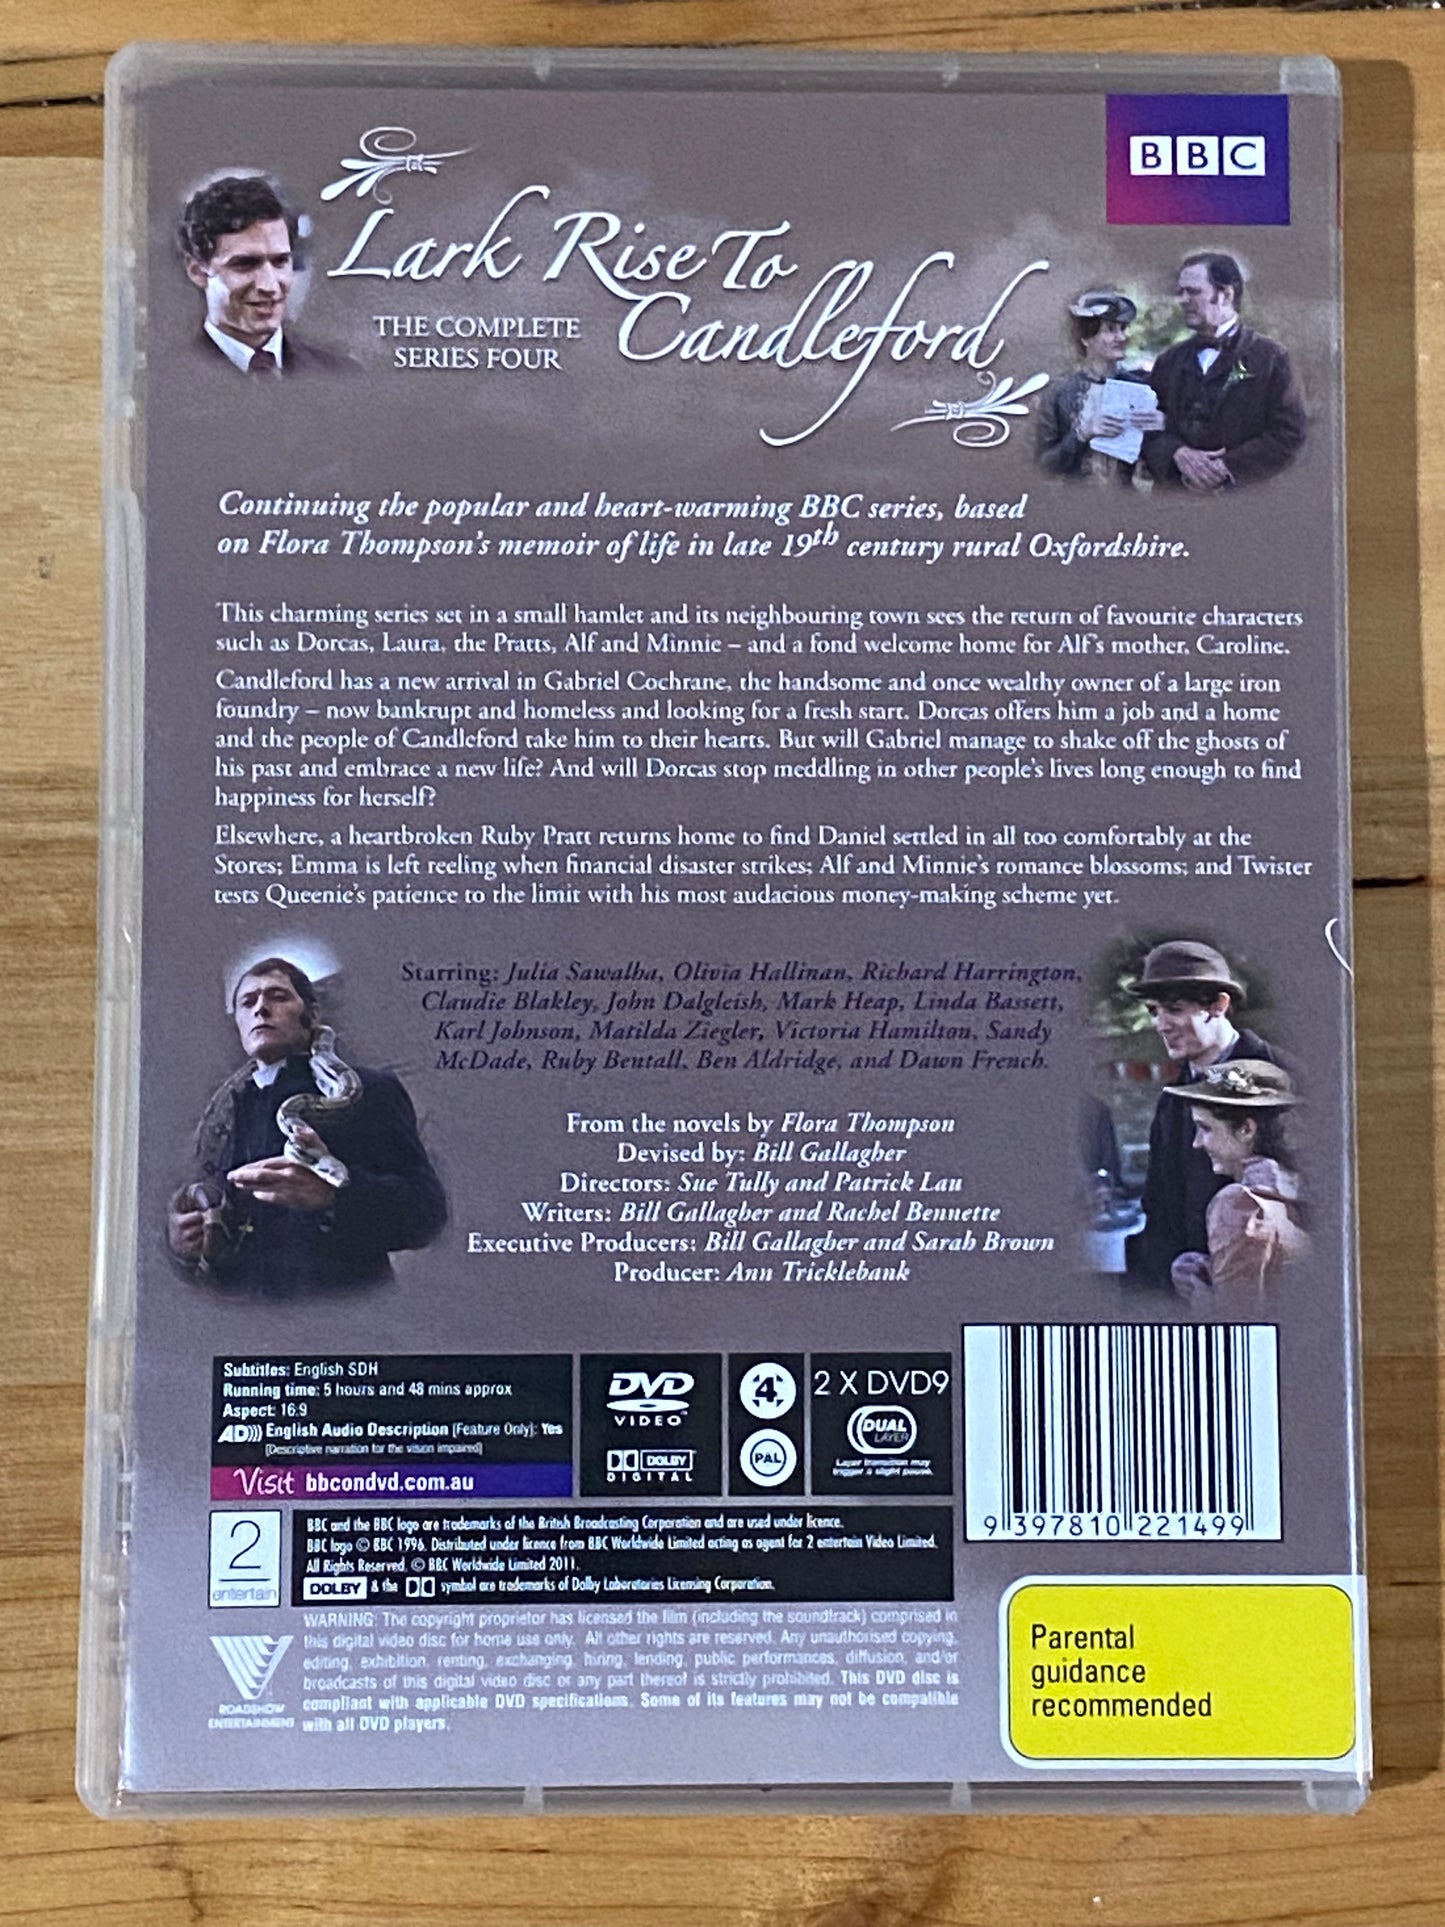 BBC
Lark Rise To
Candleford
THE COMPLETE
SERIES FOUR
Continuing the popular and heart-warming BBC series, based
on Flora Thompson's memoir of life in late 19th century rural Oxfordshire.
This charming series set in a small hamlet and its neighbouring town sees the return of favourite characters
such as Dorcas, Laura, the Pratts, Alf and Minnie – and a fond welcome home for Alf's mother, Caroline.
Candleford has a new arrival in Gabriel Cochrane, the handsome and once wealthy owner of a large iron
foundry – now bankrupt and homeless and looking for a fresh start. Dorcas offers him a job and a home
and the people of Candleford take him to their hearts. But will Gabriel manage to shake off the ghosts of
his past and embrace a new life? And will Dorcas stop meddling in other people's lives long enough to find
happiness for herself?
Elsewhere, a heartbroken Ruby Pratt returns home to find Daniel settled in all too comfortably at the
Stores; Emma is left reeling when financial disaster strikes; Alf and Minnie's romance blossoms; and Twister
tests Queenie's patience to the limit with his most audacious money-making scheme yet.
Starring: Julia Sawalha, Olivia Hallinan, Richard Harrington,
Claudie Blakley, John Dalgleish, Mark Heap, Linda Bassett,
Karl Johnson, Matilda Ziegler, Victoria Hamilton, Sandy
McDade, Ruby Bentall, Ben Aldridge, and Dawn French.
From the novels by Flora Thompson
Devised by: Bill Gallagher
Directors: Sue Tully and Patrick Lau
Writers: Bill Gallagher and Rachel Bennette
Executive Producers: Bill Gallagher and Sarah Brown
Producer: Ann Tricklebank
Subtitles: English SDH
Running time: 5 hours and 48 mins approx
Aspect: 16:9
AD))) English Audio Description (Feature Only): Yes
[Descriptive narration for the vision impaired]
Visit bbcondvd.com.au
DVD
VIDEO™
DOLBY
DIGITAL
4
PAL
2 X DVD9
DUAL
LAYER
Layer transition may
trigger a slight pause.
9 397810 221499
2
entertain
BBC and the BBC logo are trademarks of the British Broadcasting Corporation and are used under licence.
BBC logo © BBC 1996. Distributed under licence from BBC Worldwide Limited acting as agent for 2 entertain Video Limited.
All Rights Reserved. © BBC Worldwide Limited 2011.
DOLBY & the symbol are trademarks of Dolby Laboratories Licensing Corporation.
ROADSHOW
ENTERTAINMENT
WARNING: The copyright proprietor has licensed the film (including the soundtrack) comprised in
this digital video disc for home use only. All other rights are reserved. Any unauthorised copying,
editing, exhibition, renting, exchanging, hiring, lending, public performances, diffusion, and/or
broadcasts of this digital video disc or any part thereof is strictly prohibited. This DVD disc is
compliant with applicable DVD specifications. Some of its features may not be compatible
with all DVD players.
Parental
guidance
recommended